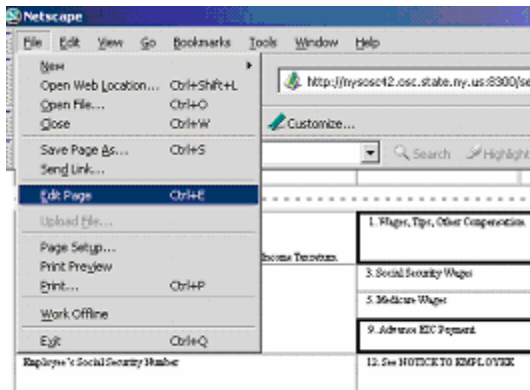 Netscape
File Edit View Go Bookmarks Tools Window Help
New
Open Web Location... Ctrl+Shift+L
Open File... Ctrl+O
Close Ctrl+W
Save Page As... Ctrl+S
Send Link...
Edit Page Ctrl+E
Upload File...
Page Setup...
Print Preview
Print... Ctrl+P
Work Offline
Exit Ctrl+Q
http://nysosc42.osc.state.ny.us:8300/se
Customize...
Search Highlight
1. Wages, Tips, Other Compensation.
3. Social Security Wages
5. Medicare Wages
9. Advance EIC Payment
Employee's Social Security Number
12. See NOTICE TO EMPLOYEE